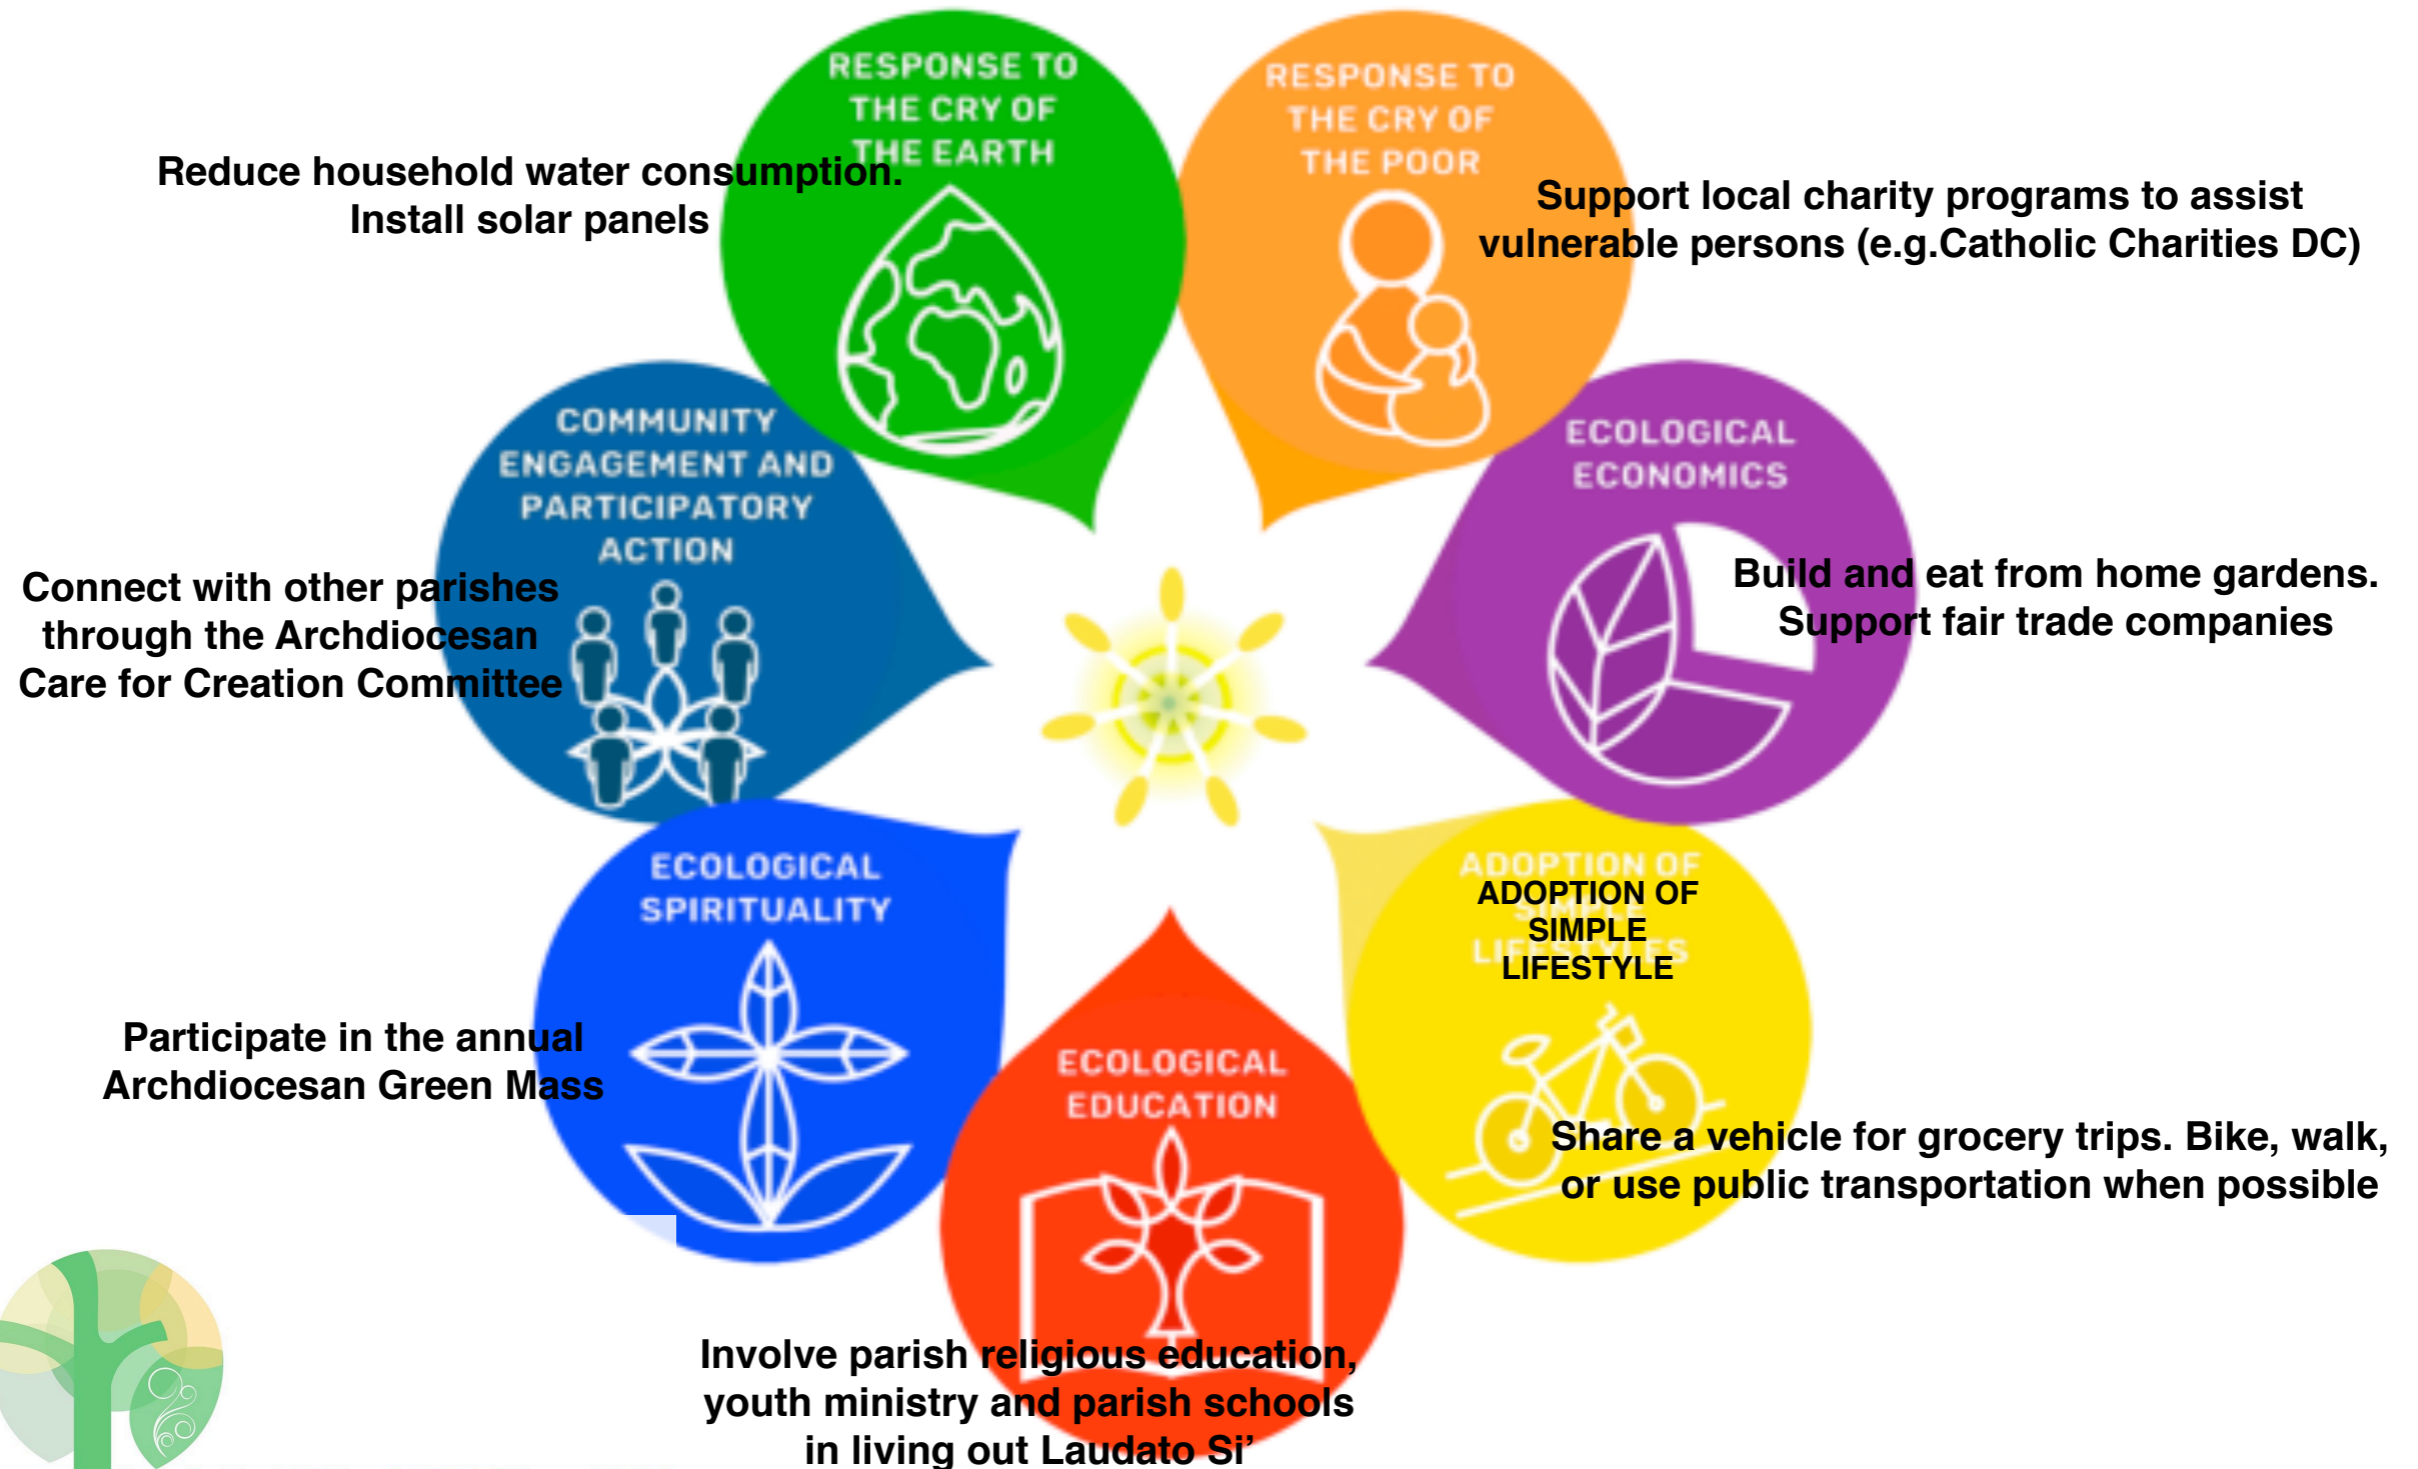 RESPONSE TO
THE CRY OF
THE EARTH
Reduce household water consumption.
Install solar panels
RESPONSE TO
THE CRY OF
THE POOR
Support local charity programs to assist
vulnerable persons (e.g.Catholic Charities DC)
COMMUNITY
ENGAGEMENT AND
PARTICIPATORY
ACTION
Connect with other parishes
through the Archdiocesan
Care for Creation Committee
ECOLOGICAL
ECONOMICS
Build and eat from home gardens.
Support fair trade companies
ECOLOGICAL
SPIRITUALITY
Participate in the annual
Archdiocesan Green Mass
ADOPTION OF
SIMPLE
LIFESTYLES
ADOPTION OF
SIMPLE
LIFESTYLE
Share a vehicle for grocery trips. Bike, walk,
or use public transportation when possible
ECOLOGICAL
EDUCATION
Involve parish religious education,
youth ministry and parish schools
in living out Laudato Si’